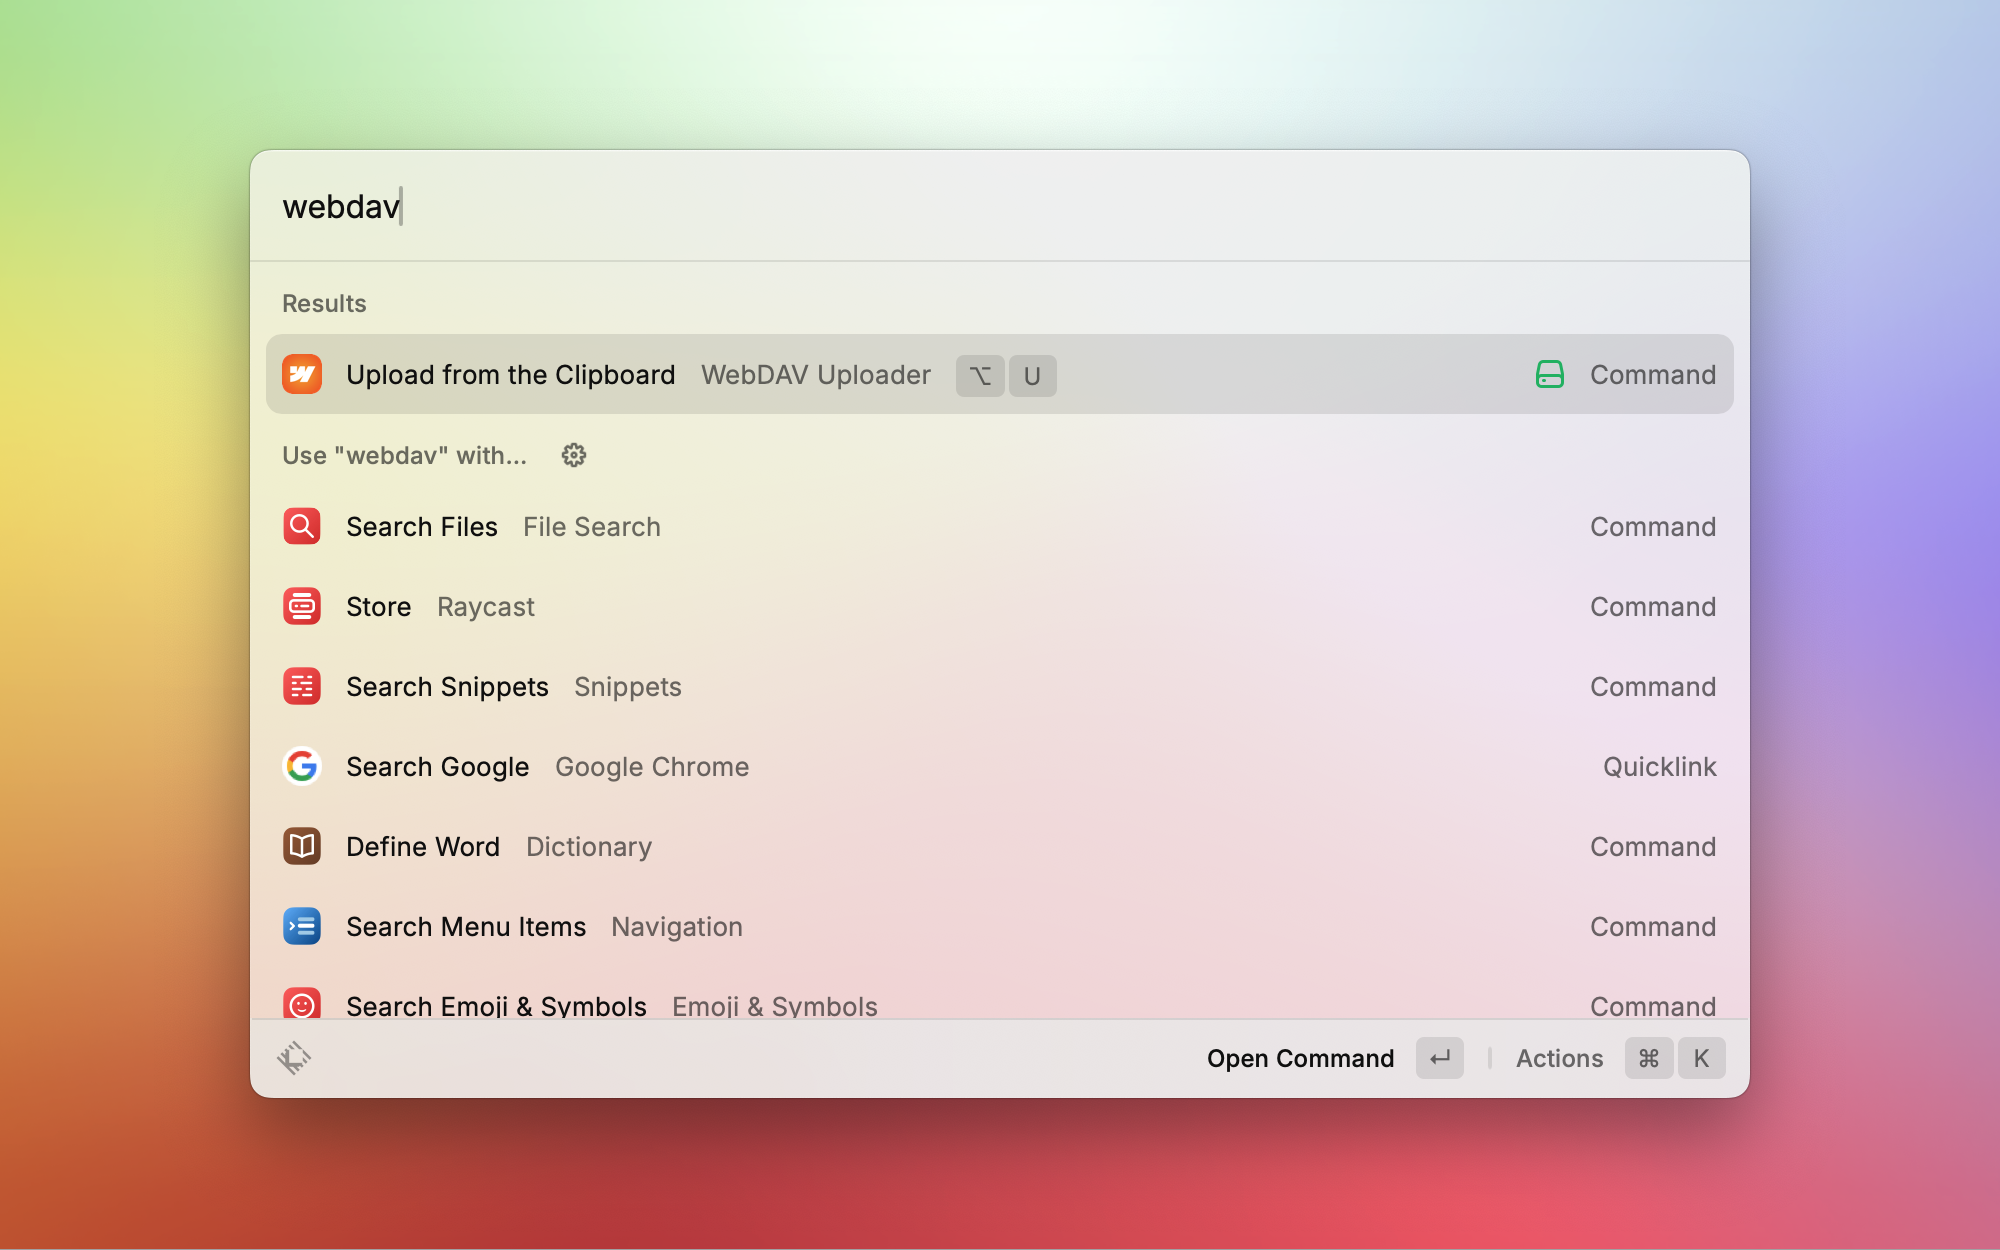 webdav
Results
Upload from the Clipboard WebDAV Uploader ⌥ U Command
Use "webdav" with...
Search Files File Search Command
Store Raycast Command
Search Snippets Snippets Command
Search Google Google Chrome Quicklink
Define Word Dictionary Command
Search Menu Items Navigation Command
Search Emoji & Symbols Emoji & Symbols Command
Open Command ↵ Actions ⌘ K